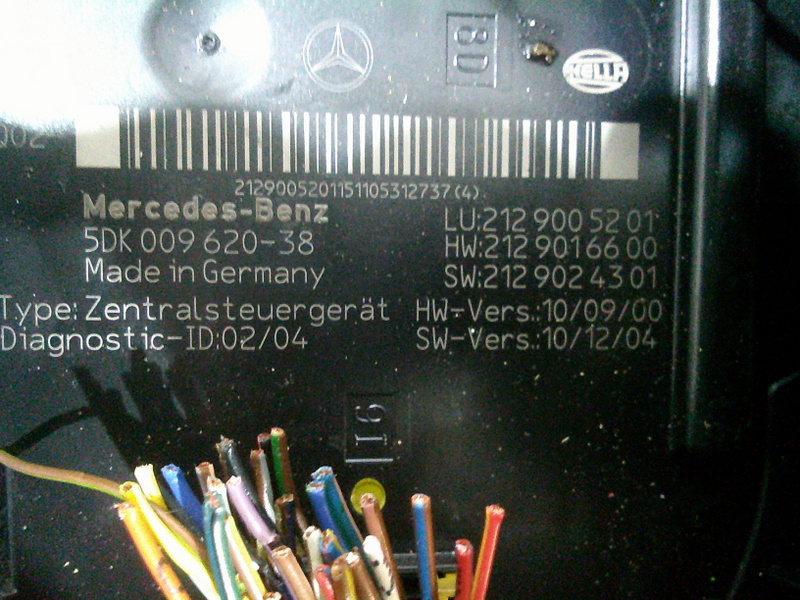 8D
HELLA
002
2129005201151105312737(4)
Mercedes-Benz
5DK 009 620-38
Made in Germany
LU:212 900 52 01
HW:212 901 66 00
SW:212 902 43 01
Type: Zentralsteuergerät
Diagnostic-ID:02/04
HW-Vers.:10/09/00
SW-Vers.:10/12/04
I6